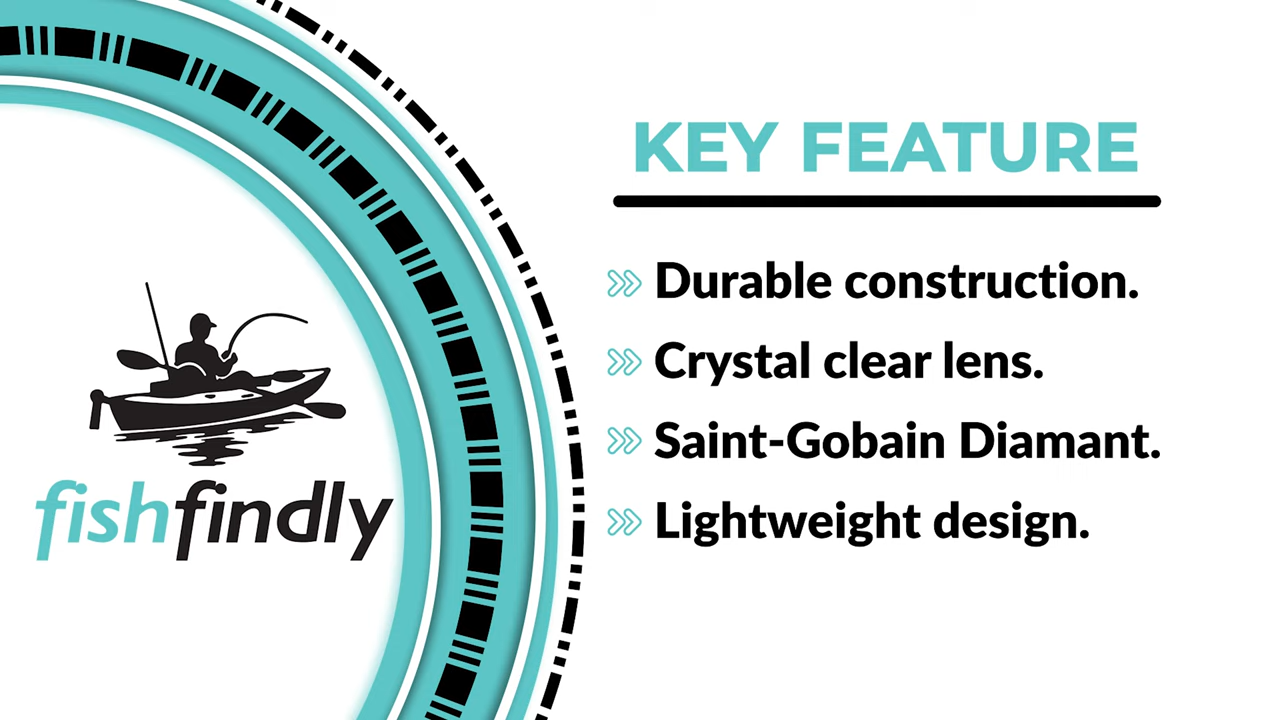 KEY FEATURE
Durable construction.
Crystal clear lens.
Saint-Gobain Diamant.
Lightweight design.
fishfindly